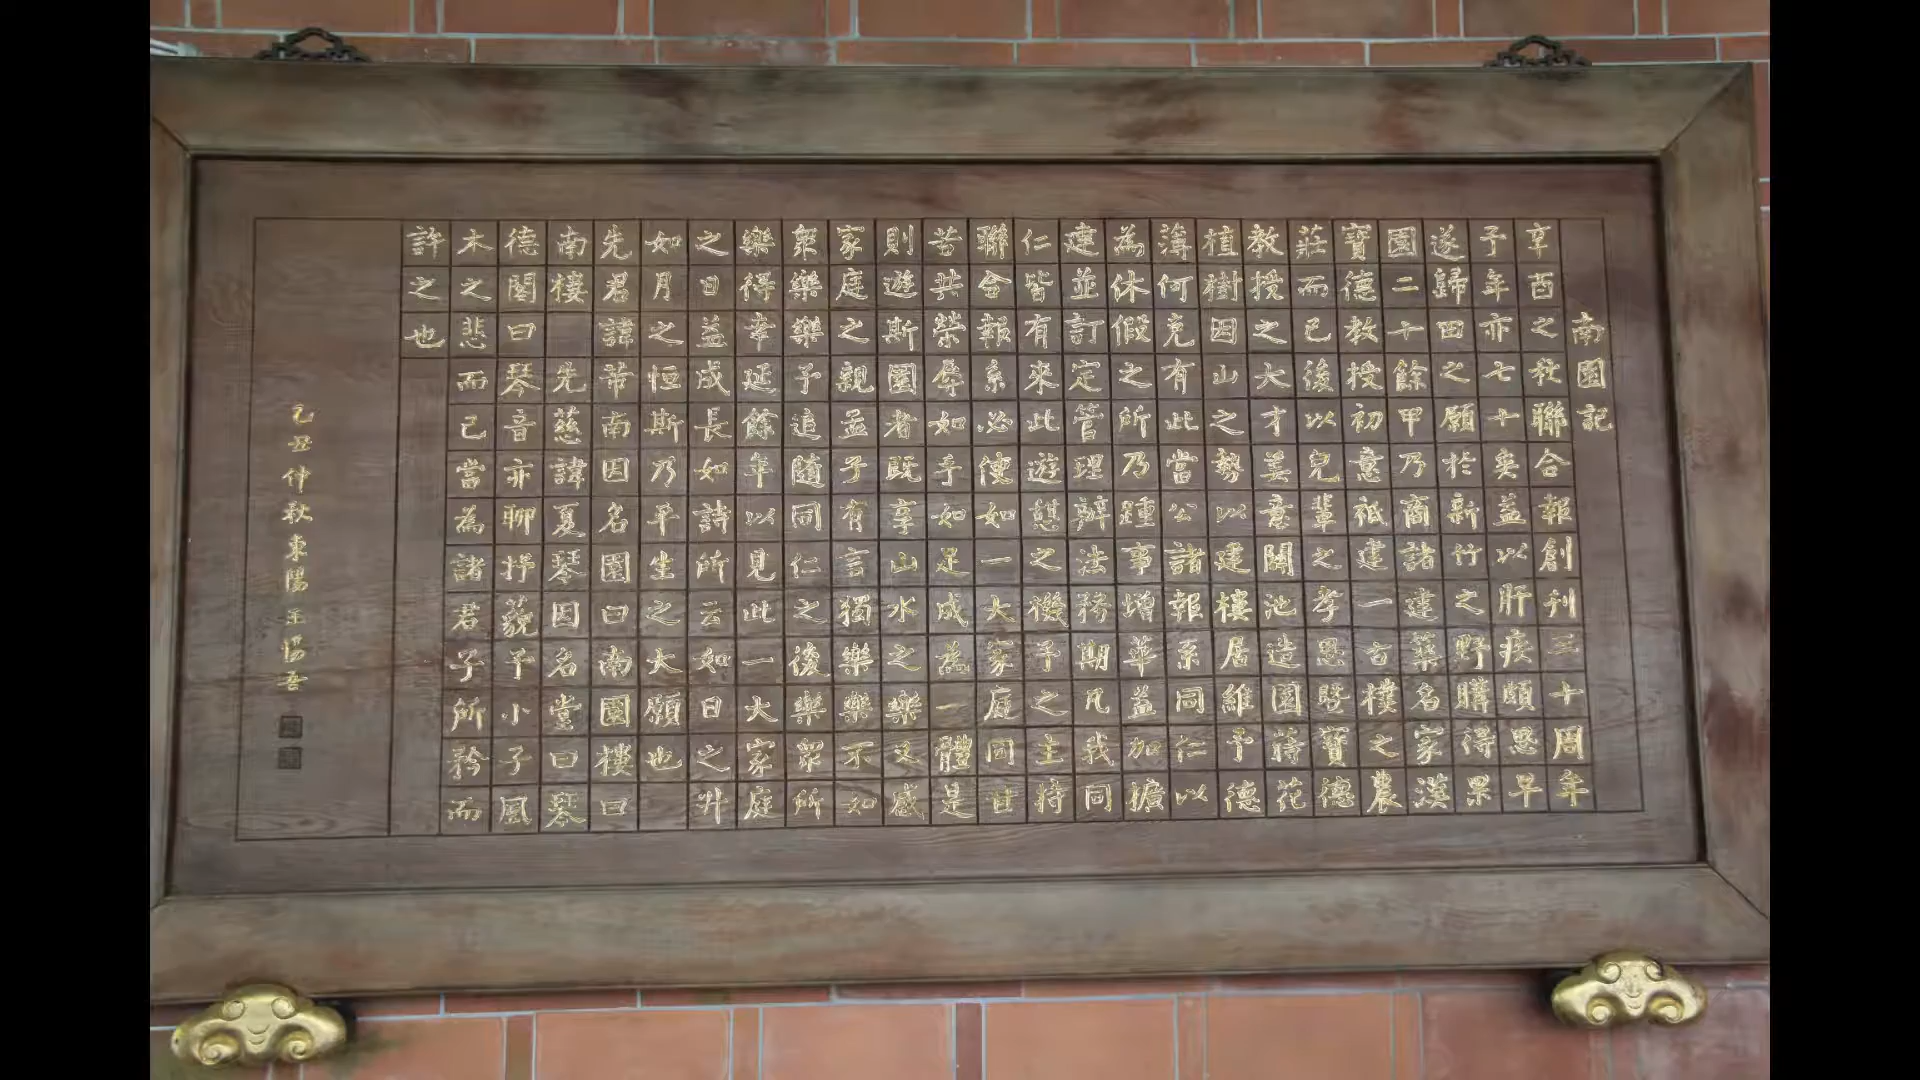 南園記
辛酉之秋聯合報創刊三十周年
予年亦七十矣益以肝疾頗思早
遂歸田之願於新竹之野購得果
園二十餘甲乃商諸建築名家漢
寶德教授初意祗建一古樸之農
莊而已後以兒輩之孝思暨寶德
教授之大才美意闢池造園蒔花
植樹因山之勢以建樓居維予德
薄何克有此當公諸報系同仁以
為休假之所乃踵事增華益加擴
建並訂定管理辦法務期凡我同
仁皆有來此遊憩之機予之主持
聯合報系必使如一大家庭同甘
苦共榮辱如手如足成為一體是
則遊斯園者既享山水之樂又感
家庭之親孟子有言獨樂樂不如
眾樂樂予追隨同仁之後樂眾所
樂得幸延餘年以見此一大家庭
之日益成長如詩所云如日之升
如月之恒斯乃平生之大願也
先君諱芾南因名園曰南園樓曰
南樓 先慈諱夏琴因名堂曰琴
德閣曰琴音亦聊抒藐予小子風
木之悲而已當為諸君子所矜而
許之也
乙丑仲秋東陽王惕吾